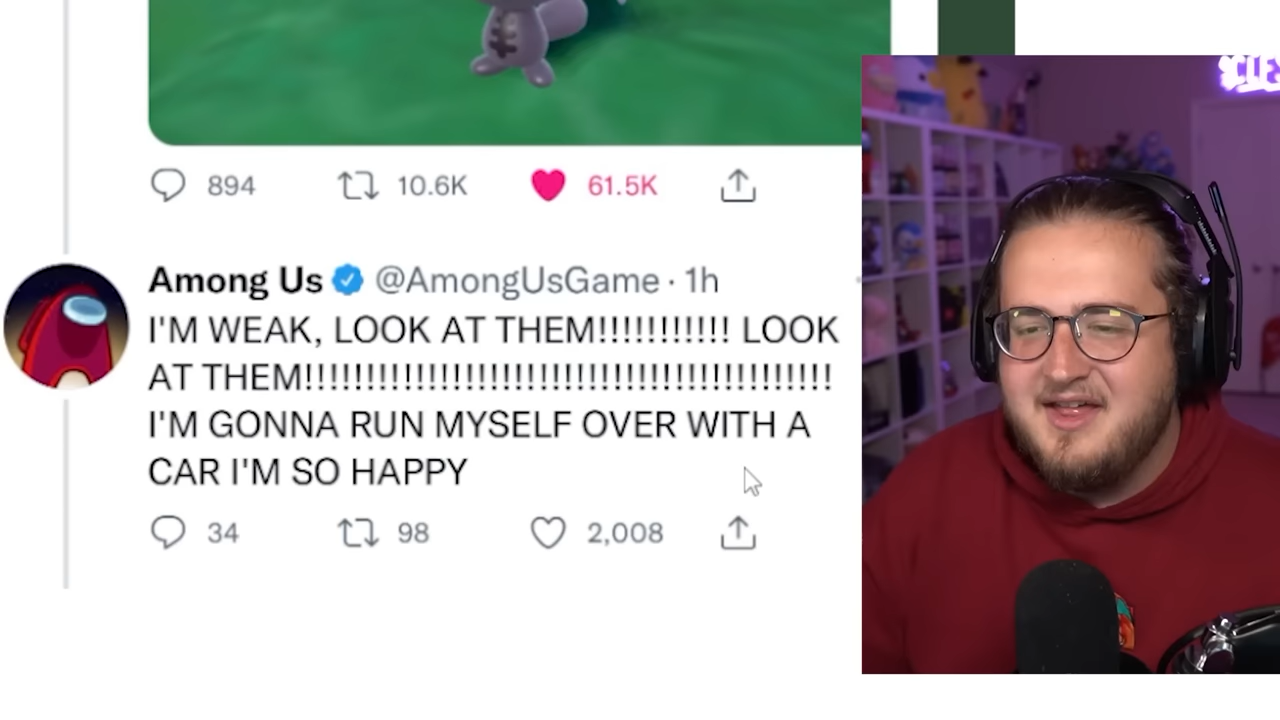 894 10.6K 61.5K
Among Us @AmongUsGame · 1h
I'M WEAK, LOOK AT THEM!!!!!!!!!!! LOOK
AT THEM!!!!!!!!!!!!!!!!!!!!!!!!!!!!!!!!!!!!!!!!!!!
I'M GONNA RUN MYSELF OVER WITH A
CAR I'M SO HAPPY
34 98 2,008